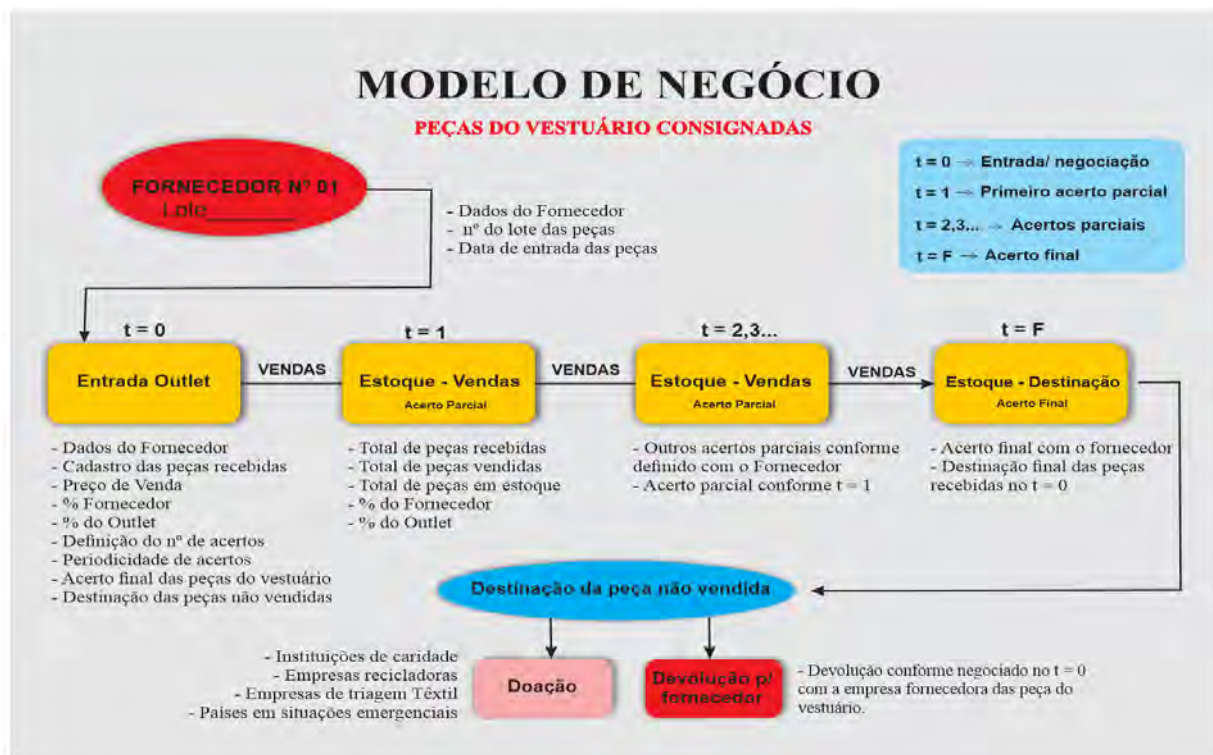 MODELO DE NEGÓCIO
PEÇAS DO VESTUÁRIO CONSIGNADAS
FORNECEDOR Nº 01
Lote________
- Dados do Fornecedor
- nº do lote das peças
- Data de entrada das peças
t = 0 → Entrada/ negociação
t = 1 → Primeiro acerto parcial
t = 2,3... → Acertos parciais
t = F → Acerto final
t = 0
Entrada Outlet
VENDAS
t = 1
Estoque - Vendas
Acerto Parcial
VENDAS
t = 2,3...
Estoque - Vendas
Acerto Parcial
VENDAS
t = F
Estoque - Destinação
Acerto Final
- Dados do Fornecedor
- Cadastro das peças recebidas
- Preço de Venda
- % Fornecedor
- % do Outlet
- Definição do nº de acertos
- Periodicidade de acertos
- Acerto final das peças do vestuário
- Destinação das peças não vendidas
- Total de peças recebidas
- Total de peças vendidas
- Total de peças em estoque
- % do Fornecedor
- % do Outlet
- Outros acertos parciais conforme
definido com o Fornecedor
- Acerto parcial conforme t = 1
- Acerto final com o fornecedor
- Destinação final das peças
recebidas no t = 0
Destinação da peça não vendida
- Instituições de caridade
- Empresas recicladoras
- Empresas de triagem Têxtil
- Países em situações emergenciais
Doação
Devolução p/
fornecedor
- Devolução conforme negociado no t = 0
com a empresa fornecedora das peça do
vestuário.